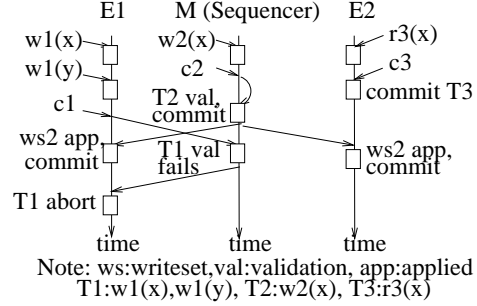 E1 M (Sequencer) E2
w1(x) w2(x) r3(x)
w1(y) c2 c3
T2 val, commit T3
c1 commit
ws2 app, T1 val ws2 app,
commit fails commit
T1 abort
time time time
Note: ws:writeset,val:validation, app:applied
T1:w1(x),w1(y), T2:w2(x), T3:r3(x)